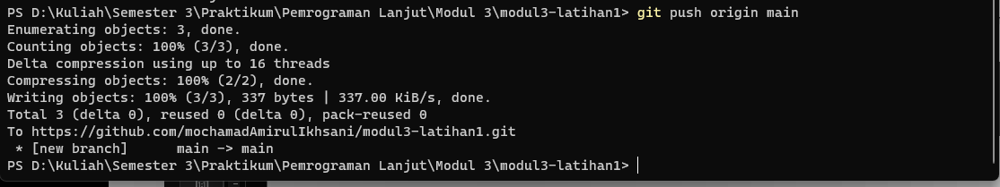 PS D:\Kuliah\Semester 3\Praktikum\Pemrograman Lanjut\Modul 3\modul3-latihan1> git push origin main
Enumerating objects: 3, done.
Counting objects: 100% (3/3), done.
Delta compression using up to 16 threads
Compressing objects: 100% (2/2), done.
Writing objects: 100% (3/3), 337 bytes | 337.00 KiB/s, done.
Total 3 (delta 0), reused 0 (delta 0), pack-reused 0
To https://github.com/mochamadAmirulIkhsani/modul3-latihan1.git
 * [new branch]      main -> main
PS D:\Kuliah\Semester 3\Praktikum\Pemrograman Lanjut\Modul 3\modul3-latihan1>